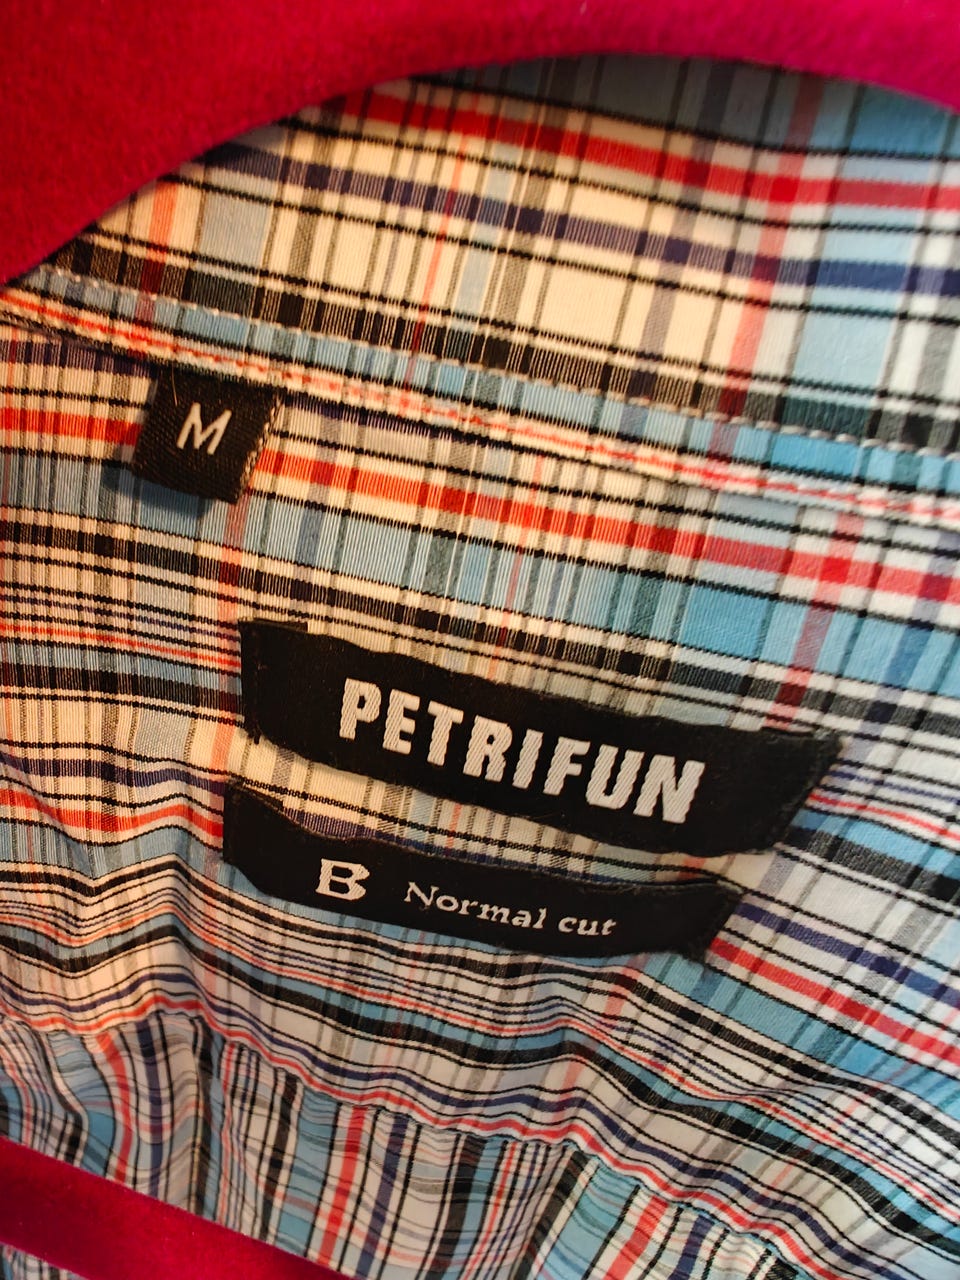 M
PETRIFUN
B Normal cut